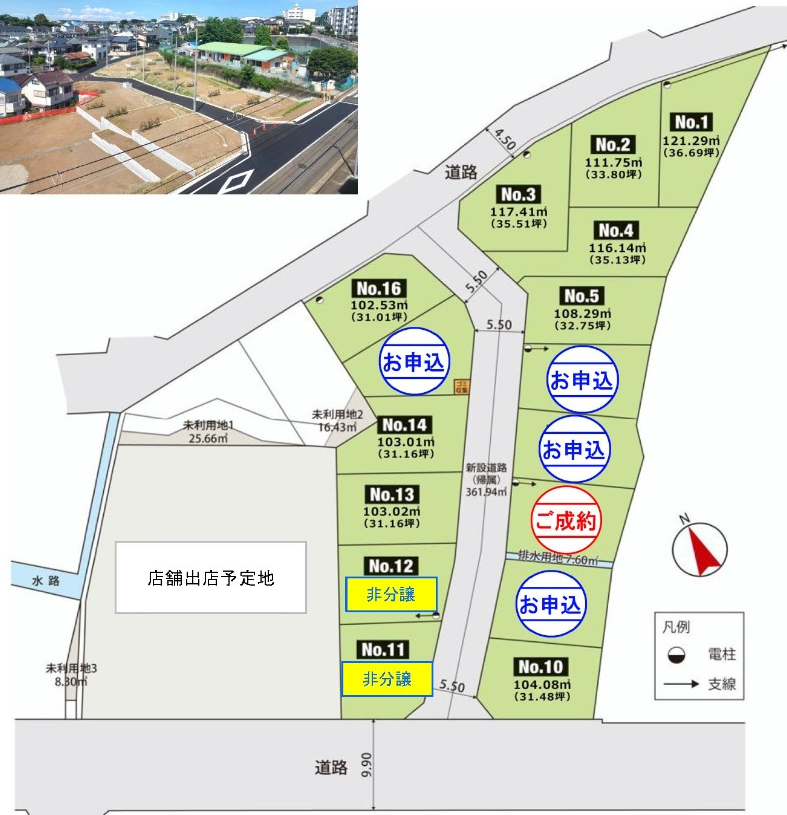 No.1
121.29㎡
（36.69坪）
No.2
111.75㎡
（33.80坪）
4.50
道路
No.3
117.41㎡
（35.51坪）
No.4
116.14㎡
（35.13坪）
5.50
No.16
102.53㎡
（31.01坪）
No.5
108.29㎡
（32.75坪）
5.50
お申込
お申込
ゴミ
収集
未利用地2
16.43㎡
未利用地1
25.66㎡
No.14
103.01㎡
（31.16坪）
お申込
新設道路
（帰属）
361.94㎡
No.13
103.02㎡
（31.16坪）
ご成約
N
排水用地 7.60㎡
水路
店舗出店予定地
No.12
非分譲
お申込
凡例
電柱
支線
No.11
非分譲
未利用地3
8.30㎡
5.50
No.10
104.08㎡
（31.48坪）
道路
9.90